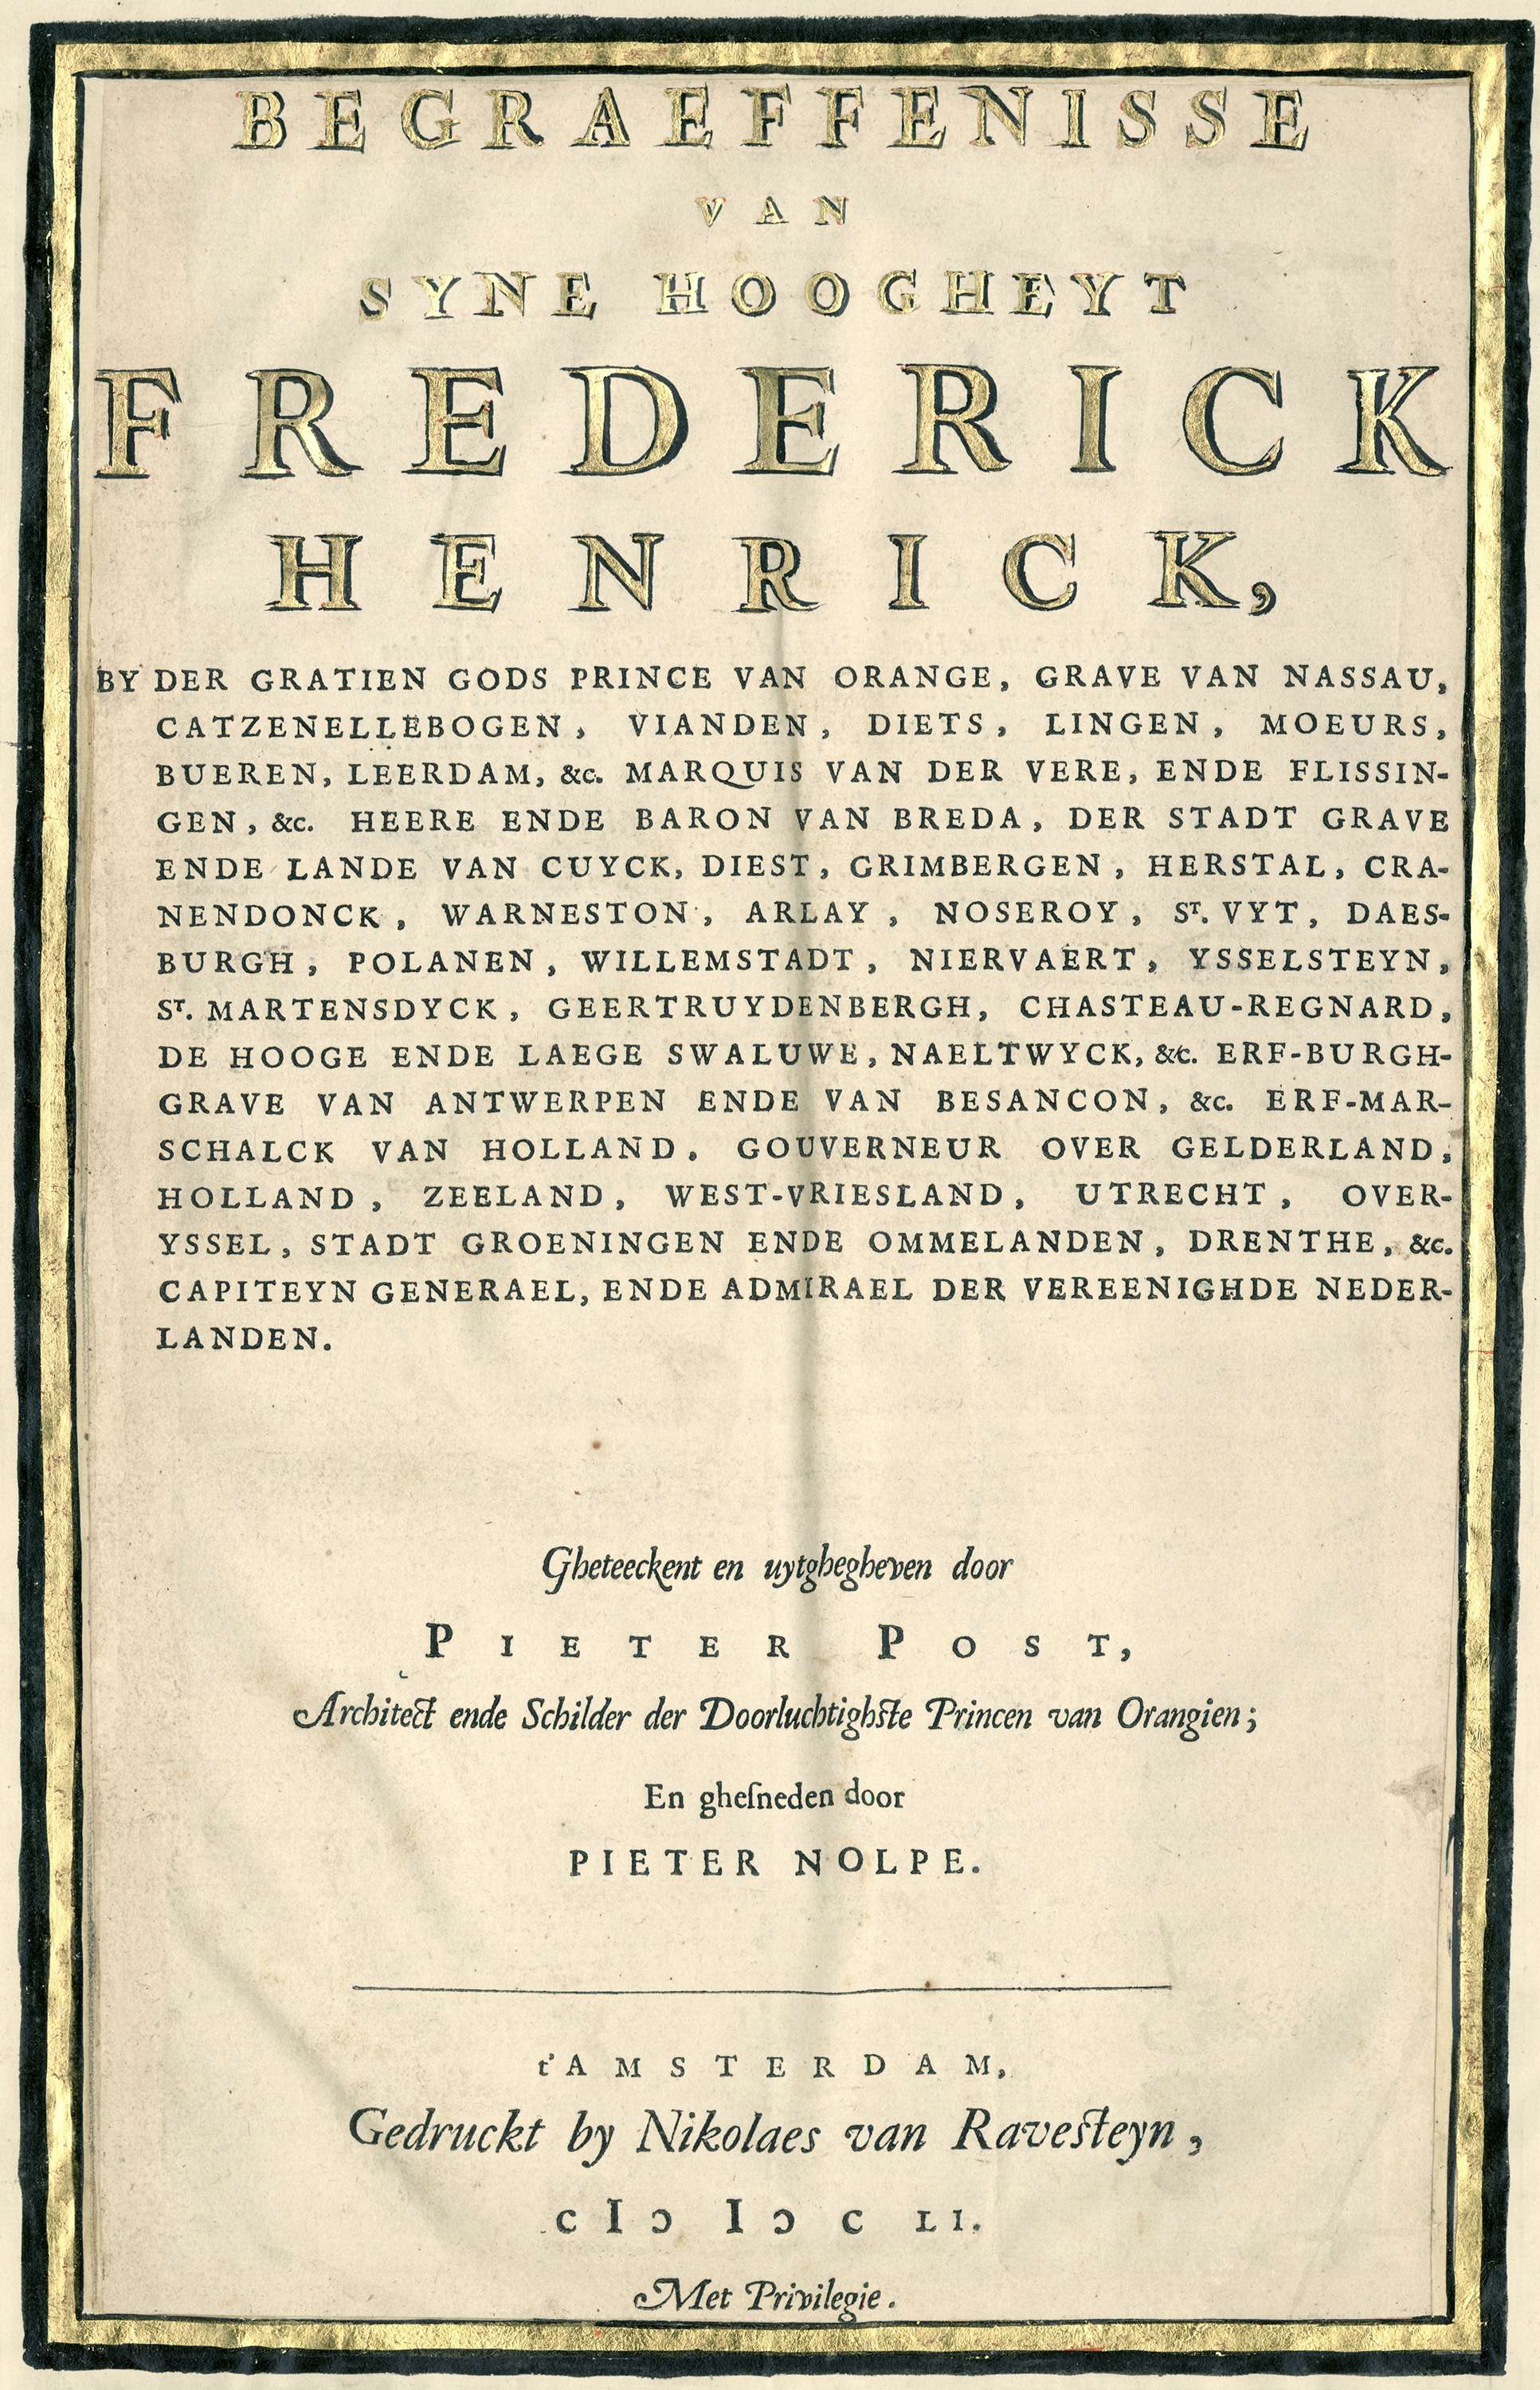 BEGRAEFFENISSE
VAN
SYNE HOOGHEYT
FREDERICK
HENRICK,
BY DER GRATIEN GODS PRINCE VAN ORANGE, GRAVE VAN NASSAU,
CATZENELLEBOGEN, VIANDEN, DIETS, LINGEN, MOEURS,
BUEREN, LEERDAM, &c. MARQUIS VAN DER VERE, ENDE FLISSIN-
GEN, &c. HEERE ENDE BARON VAN BREDA, DER STADT GRAVE
ENDE LANDE VAN CUYCK, DIEST, GRIMBERGEN, HERSTAL, CRA-
NENDONCK, WARNESTON, ARLAY, NOSEROY, ST. VYT, DAES-
BURGH, POLANEN, WILLEMSTADT, NIERVAERT, YSSELSTEYN,
ST. MARTENSDYCK, GEERTRUYDENBERGH, CHASTEAU-REGNARD,
DE HOOGE ENDE LAEGE SWALUWE, NAELTWYCK, &c. ERF-BURGH-
GRAVE VAN ANTWERPEN ENDE VAN BESANCON, &c. ERF-MAR-
SCHALCK VAN HOLLAND. GOUVERNEUR OVER GELDERLAND,
HOLLAND, ZEELAND, WEST-VRIESLAND, UTRECHT, OVER-
YSSEL, STADT GROENINGEN ENDE OMMELANDEN, DRENTHE, &c.
CAPITEYN GENERAEL, ENDE ADMIRAEL DER VEREENIGHDE NEDER-
LANDEN.
Gheteeckent en uytghegheven door
PIETER POST,
Architect ende Schilder der Doorluchtighste Princen van Orangien;
En gheſneden door
PIETER NOLPE.
t'AMSTERDAM,
Gedruckt by Nikolaes van Ravesteyn,
cIɔ Iɔ c LI.
Met Privilegie.